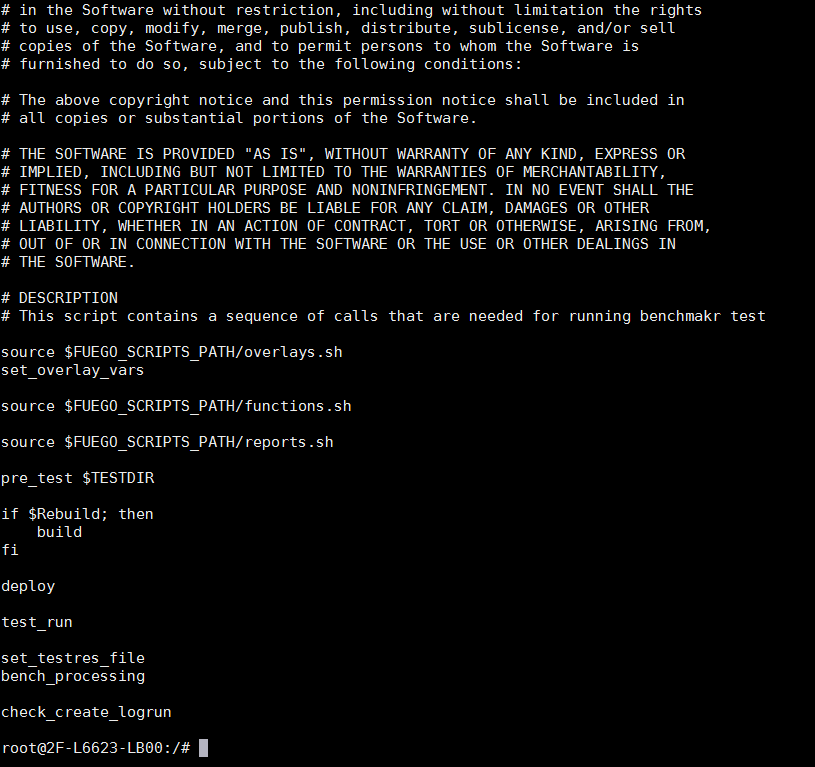 # in the Software without restriction, including without limitation the rights
# to use, copy, modify, merge, publish, distribute, sublicense, and/or sell
# copies of the Software, and to permit persons to whom the Software is
# furnished to do so, subject to the following conditions:
# The above copyright notice and this permission notice shall be included in
# all copies or substantial portions of the Software.
# THE SOFTWARE IS PROVIDED "AS IS", WITHOUT WARRANTY OF ANY KIND, EXPRESS OR
# IMPLIED, INCLUDING BUT NOT LIMITED TO THE WARRANTIES OF MERCHANTABILITY,
# FITNESS FOR A PARTICULAR PURPOSE AND NONINFRINGEMENT. IN NO EVENT SHALL THE
# AUTHORS OR COPYRIGHT HOLDERS BE LIABLE FOR ANY CLAIM, DAMAGES OR OTHER
# LIABILITY, WHETHER IN AN ACTION OF CONTRACT, TORT OR OTHERWISE, ARISING FROM,
# OUT OF OR IN CONNECTION WITH THE SOFTWARE OR THE USE OR OTHER DEALINGS IN
# THE SOFTWARE.
# DESCRIPTION
# This script contains a sequence of calls that are needed for running benchmakr test
source $FUEGO_SCRIPTS_PATH/overlays.sh
set_overlay_vars
source $FUEGO_SCRIPTS_PATH/functions.sh
source $FUEGO_SCRIPTS_PATH/reports.sh
pre_test $TESTDIR
if $Rebuild; then
    build
fi
deploy
test_run
set_testres_file
bench_processing
check_create_logrun
root@2F-L6623-LB00:/#